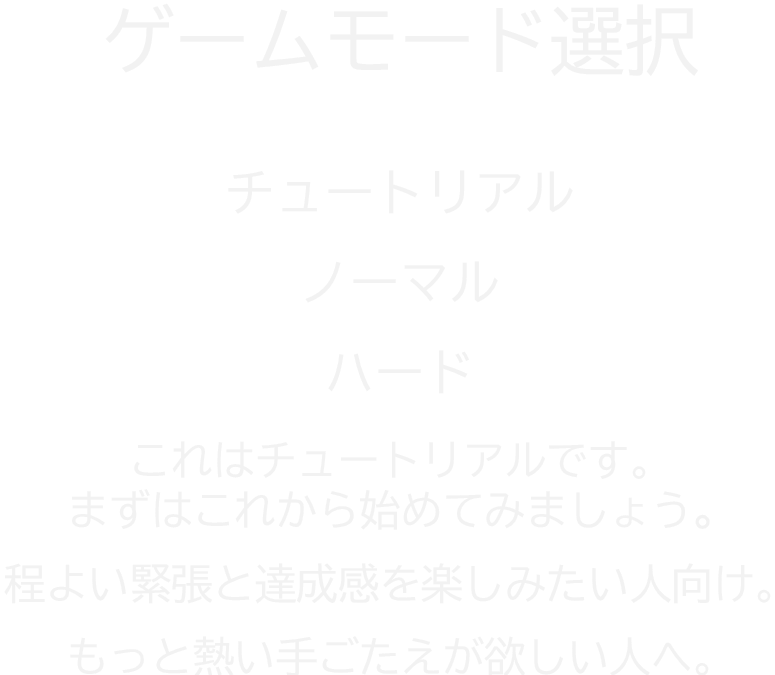 ゲームモード選択
チュートリアル
ノーマル
ハード
これはチュートリアルです。
まずはこれから始めてみましょう。
程よい緊張と達成感を楽しみたい人向け。
もっと熱い手ごたえが欲しい人へ。